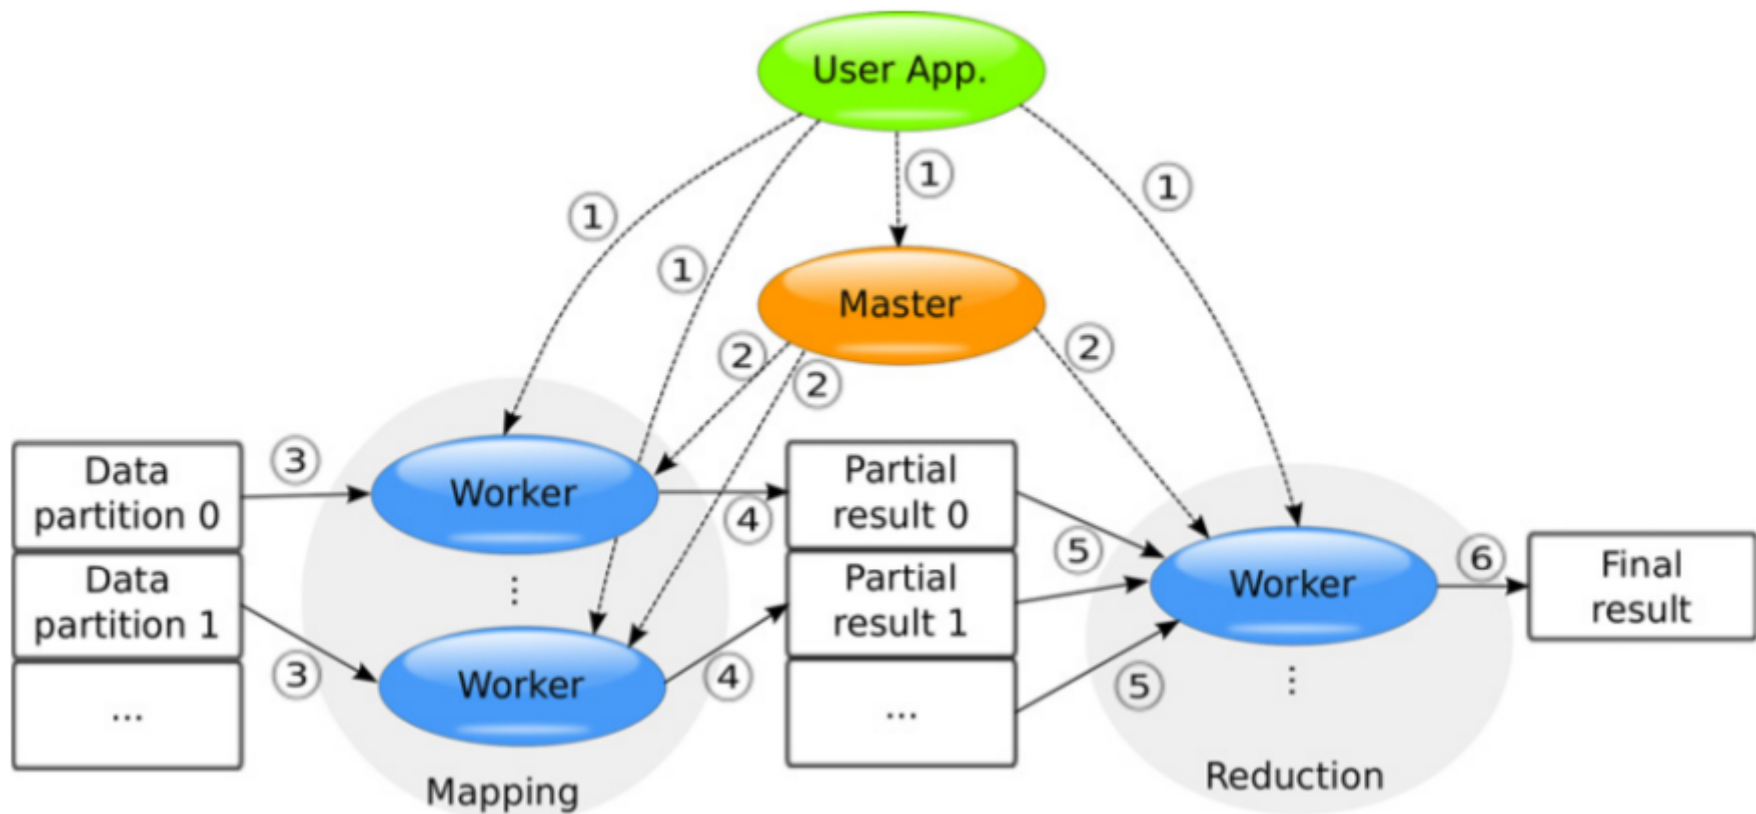 User App.
①
①
①
①
Master
②
②
②
Data
partition 0
Data
partition 1
...
③
③
Worker
⋮
Worker
Mapping
④
④
Partial
result 0
Partial
result 1
...
⑤
⑤
Worker
⋮
Reduction
⑥
Final
result